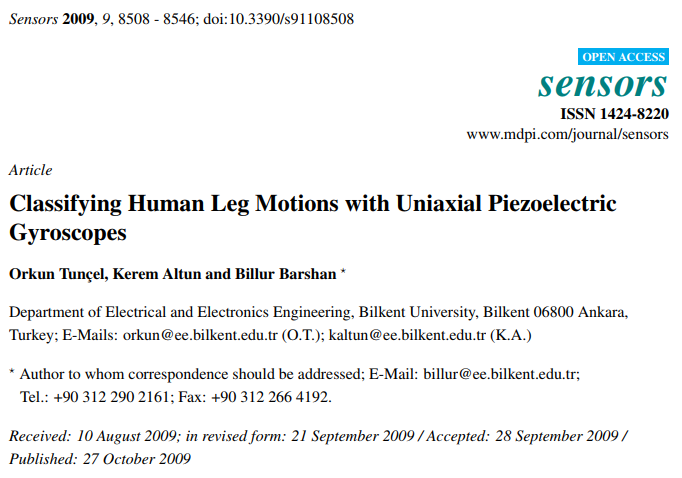 Sensors 2009, 9, 8508 - 8546; doi:10.3390/s91108508
OPEN ACCESS
sensors
ISSN 1424-8220
www.mdpi.com/journal/sensors
Article
Classifying Human Leg Motions with Uniaxial Piezoelectric
Gyroscopes
Orkun Tunçel, Kerem Altun and Billur Barshan *
Department of Electrical and Electronics Engineering, Bilkent University, Bilkent 06800 Ankara,
Turkey; E-Mails: orkun@ee.bilkent.edu.tr (O.T.); kaltun@ee.bilkent.edu.tr (K.A.)
* Author to whom correspondence should be addressed; E-Mail: billur@ee.bilkent.edu.tr;
Tel.: +90 312 290 2161; Fax: +90 312 266 4192.
Received: 10 August 2009; in revised form: 21 September 2009 / Accepted: 28 September 2009 /
Published: 27 October 2009